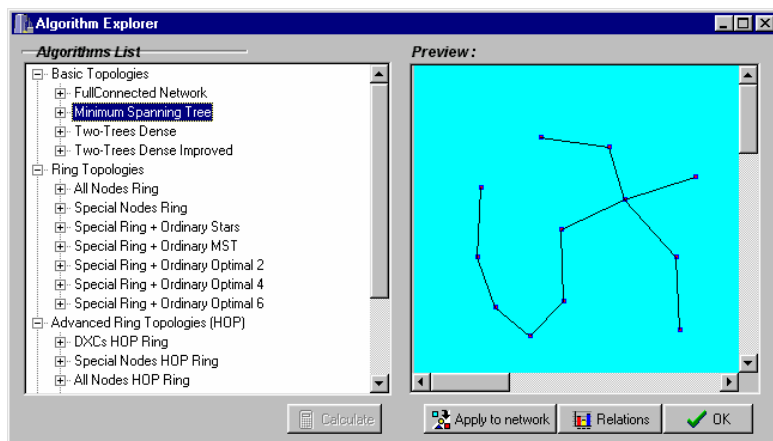 Algorithm Explorer
Algorithms List
Basic Topologies
FullConnected Network
Minimum Spanning Tree
Two-Trees Dense
Two-Trees Dense Improved
Ring Topologies
All Nodes Ring
Special Nodes Ring
Special Ring + Ordinary Stars
Special Ring + Ordinary MST
Special Ring + Ordinary Optimal 2
Special Ring + Ordinary Optimal 4
Special Ring + Ordinary Optimal 6
Advanced Ring Topologies (HOP)
DXCs HOP Ring
Special Nodes HOP Ring
All Nodes HOP Ring
Preview :
Calculate
Apply to network
Relations
OK